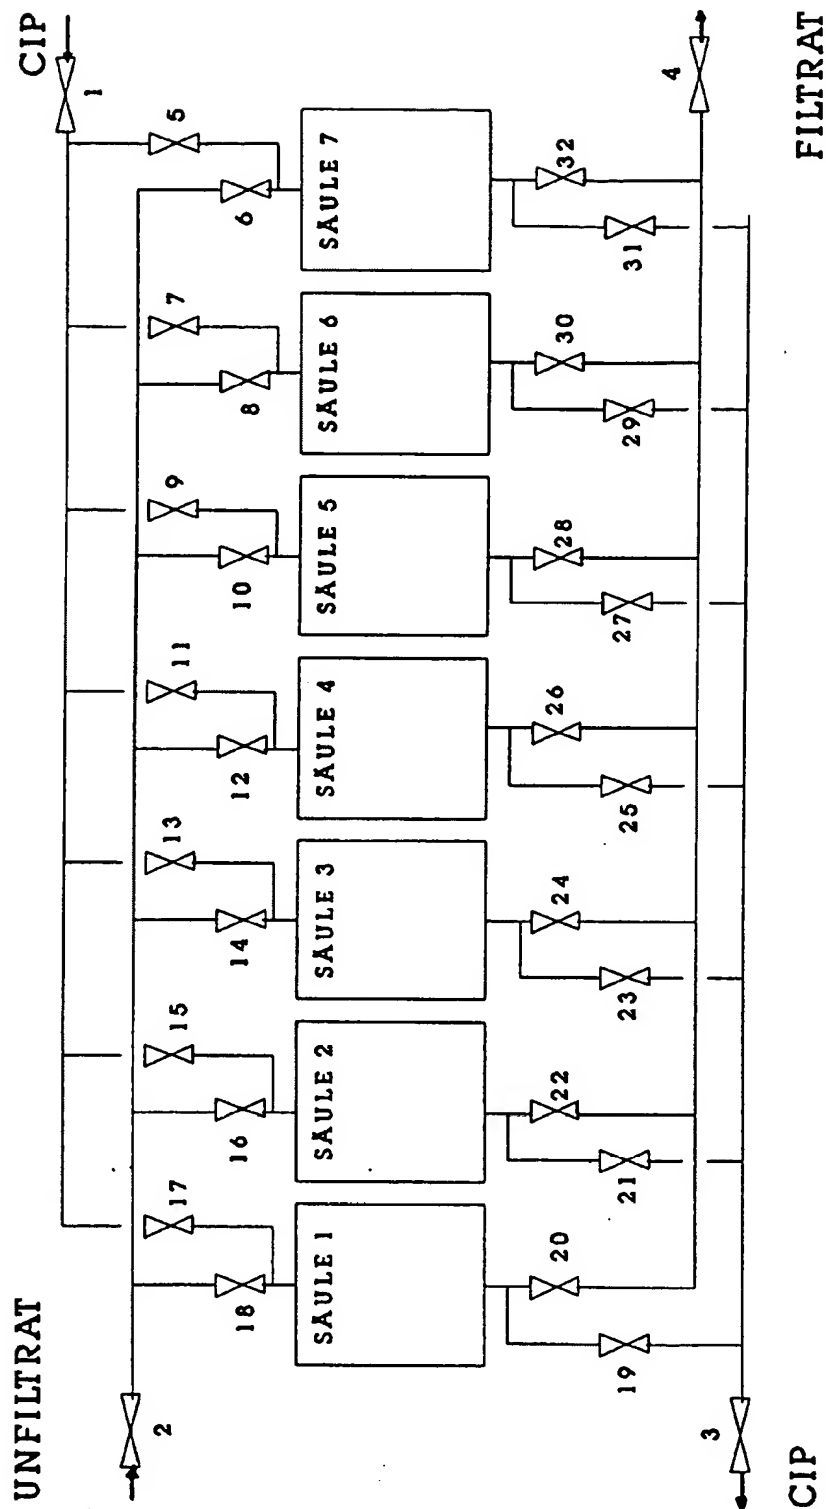 UNFILTRAT
CIP
1
2
17
15
13
11
9
7
5
18
16
14
12
10
8
6
SÄULE 1
SÄULE 2
SÄULE 3
SÄULE 4
SÄULE 5
SÄULE 6
SÄULE 7
20
22
24
26
28
30
32
19
21
23
25
27
29
31
4
3
CIP
FILTRAT